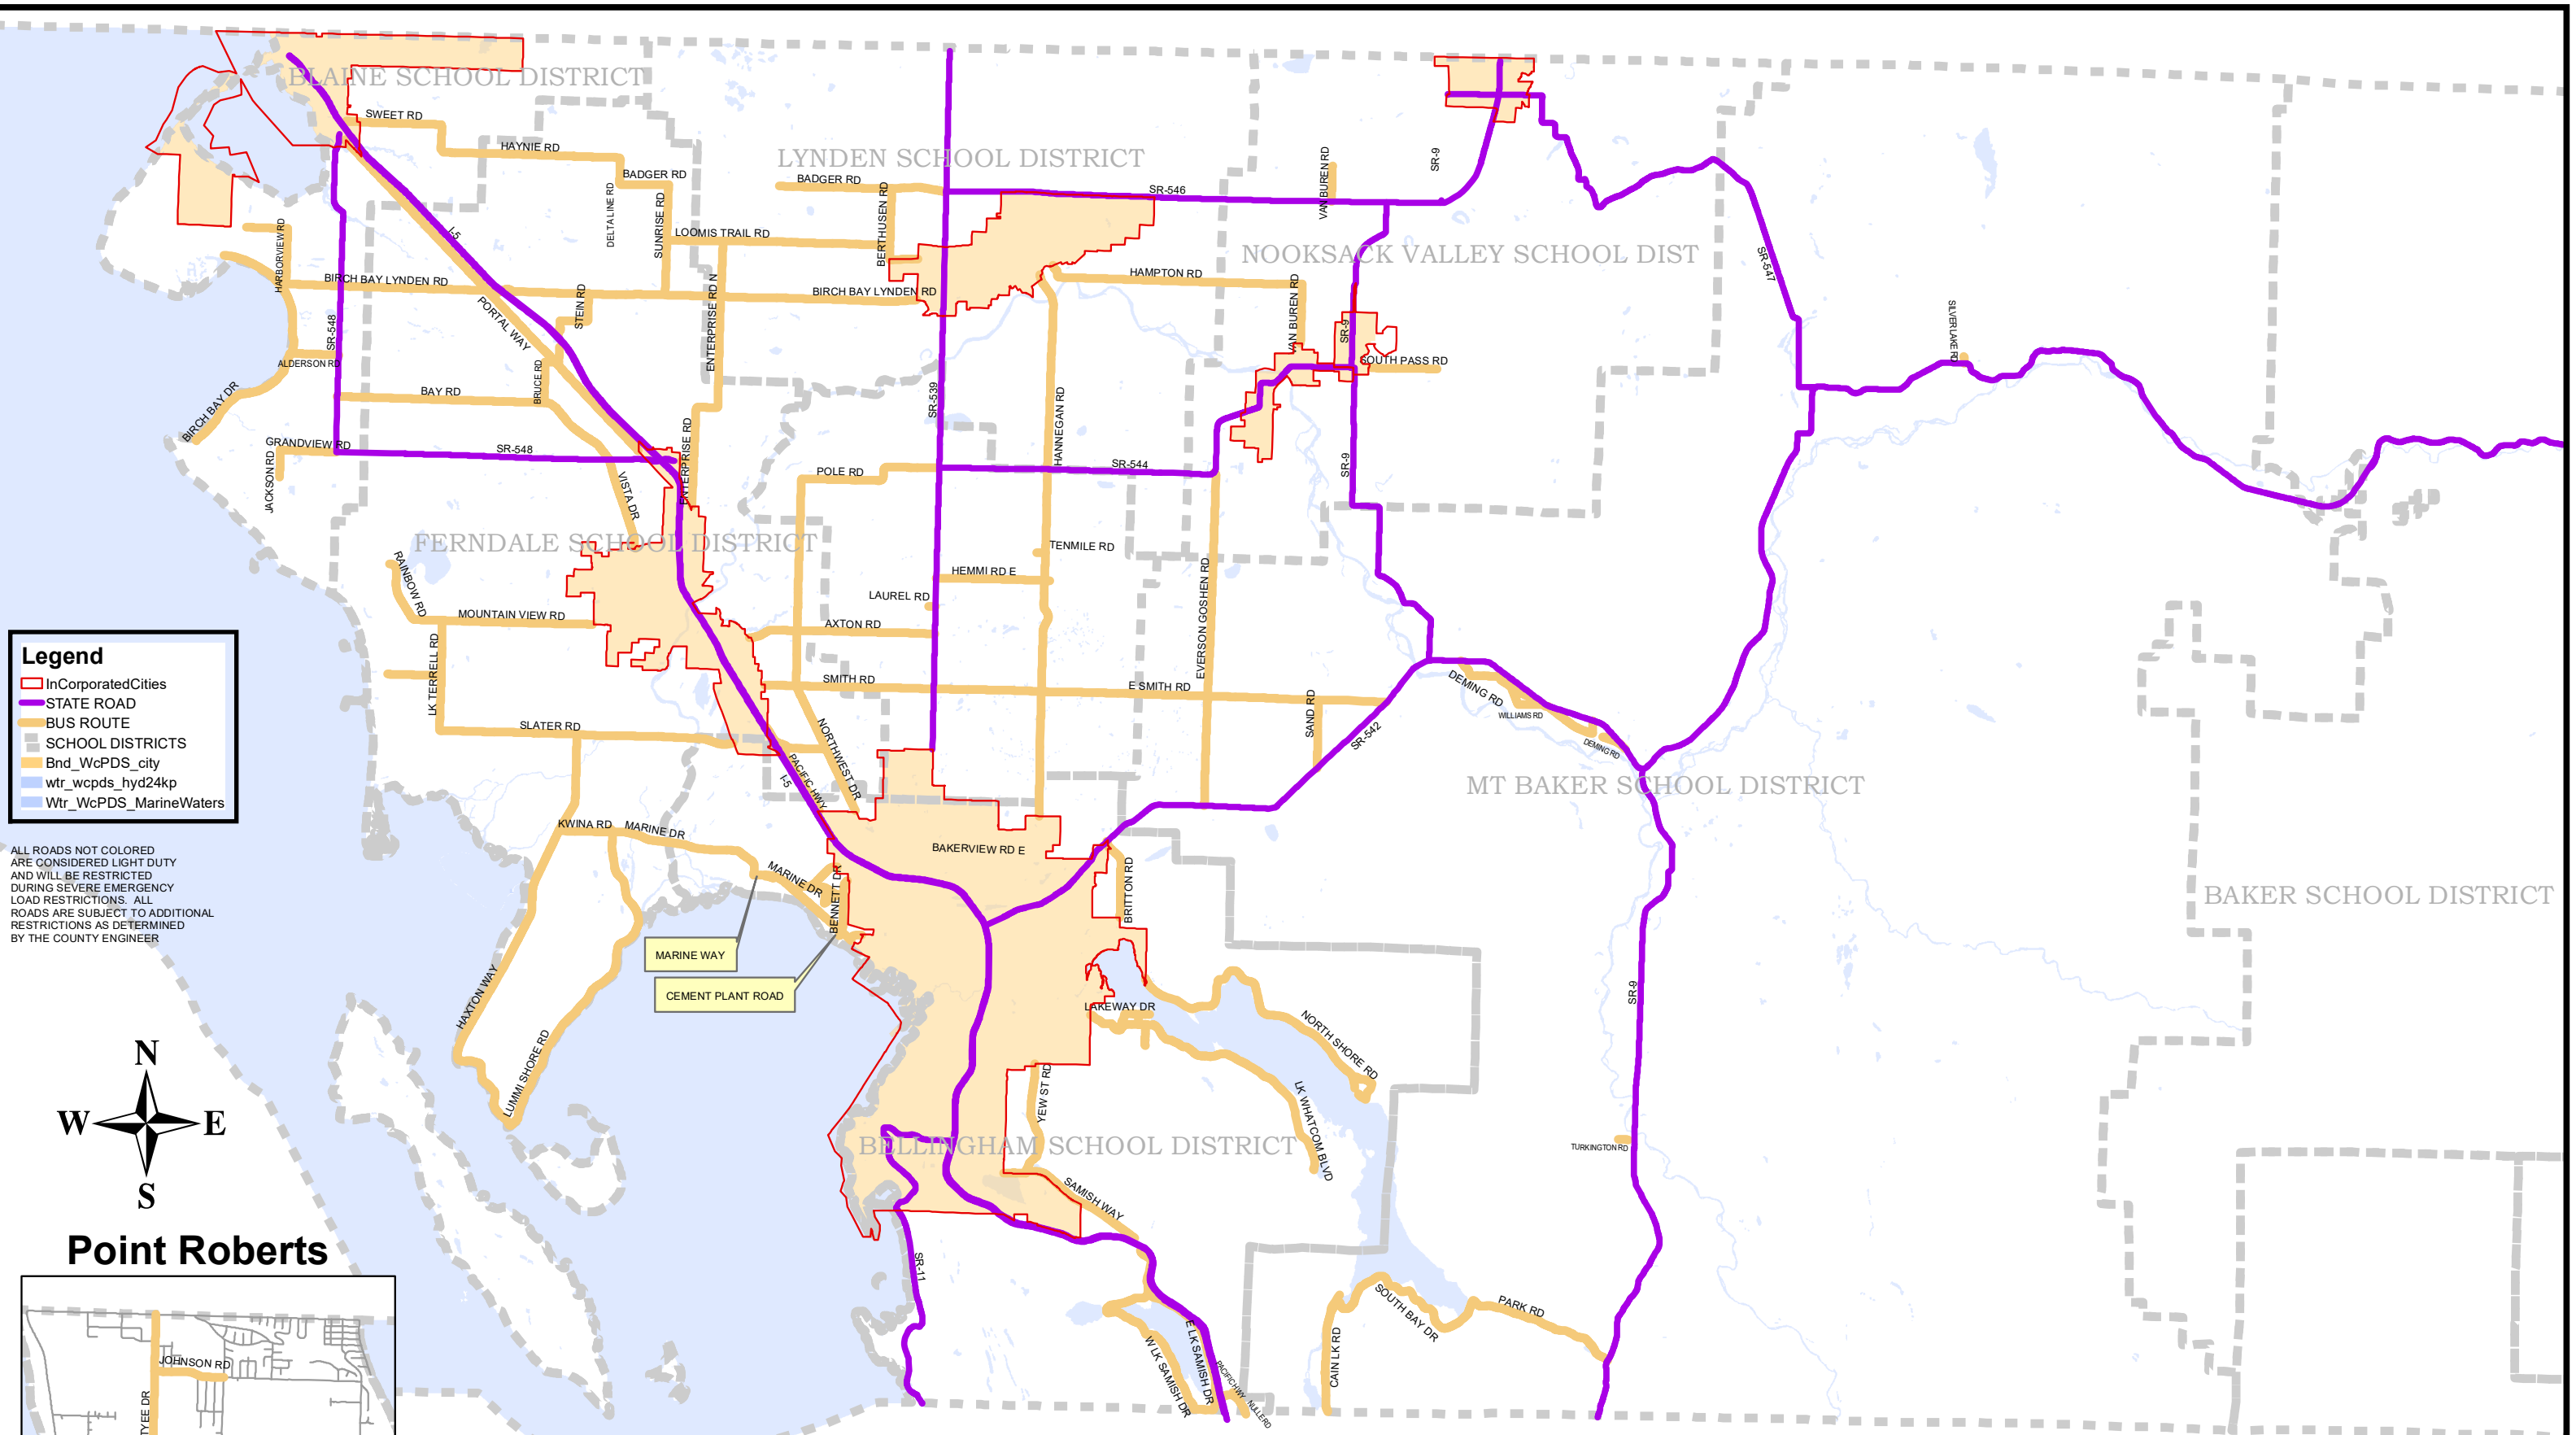 BLAINE SCHOOL DISTRICT
SWEET RD
HAYNIE RD
LYNDEN SCHOOL DISTRICT
BADGER RD
BADGER RD
DELTA LINE RD
SUNRISE RD
BERTHUSEN RD
SR-546
VAN BUREN RD
SR-9
HARBORVIEW RD
I-5
LOOMIS TRAIL RD
NOOKSACK VALLEY SCHOOL DIST
SR-547
BIRCH BAY LYNDEN RD
BIRCH BAY LYNDEN RD
HAMPTON RD
PORTAL WAY
STEIN RD
ENTERPRISE RD N
VAN BUREN RD
SR-9
SILVER LAKE RD
SR-548
ALDERSON RD
SOUTH PASS RD
BRUCE RD
BIRCH BAY DR
BAY RD
SR-539
HANNEGAN RD
GRANDVIEW RD
JACKSON RD
SR-548
ENTERPRISE RD
VISTA DR
POLE RD
SR-544
SR-9
FERNDALE SCHOOL DISTRICT
TENMILE RD
RAINBOW RD
HEMMI RD E
LAUREL RD
EVERSON GOSHEN RD
MOUNTAIN VIEW RD
AXTON RD
LK TERRELL RD
SMITH RD
E SMITH RD
SAND RD
DEMING RD
WILLIAMS RD
DEMING RD
SLATER RD
NORTHWEST DR
SR-542
PACIFIC HWY
I-5
MT BAKER SCHOOL DISTRICT
Legend
InCorporatedCities
STATE ROAD
BUS ROUTE
SCHOOL DISTRICTS
Bnd_WcPDS_city
wtr_wcpds_hyd24kp
Wtr_WcPDS_MarineWaters
ALL ROADS NOT COLORED
ARE CONSIDERED LIGHT DUTY
AND WILL BE RESTRICTED
DURING SEVERE EMERGENCY
LOAD RESTRICTIONS. ALL
ROADS ARE SUBJECT TO ADDITIONAL
RESTRICTIONS AS DETERMINED
BY THE COUNTY ENGINEER
KWINA RD
MARINE DR
MARINE DR
BENNETT DR
BAKERVIEW RD E
BRITTON RD
BAKER SCHOOL DISTRICT
MARINE WAY
CEMENT PLANT ROAD
HAXTON WAY
LAKEWAY DR
NORTH SHORE RD
SR-9
LUMMI SHORE RD
YEW ST RD
LK WHATCOM BLVD
BELLINGHAM SCHOOL DISTRICT
TURKINGTON RD
SAMISH WAY
N
W
E
S
SR-11
SOUTH BAY DR
PARK RD
CAIN LK RD
W LK SAMISH DR
E LK SAMISH DR
PACIFIC HWY
NULLE RD
Point Roberts
JOHNSON RD
TYEE DR